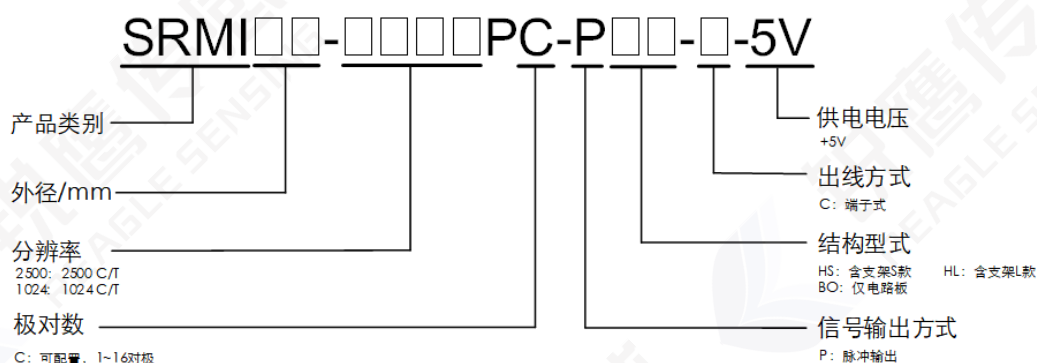 SRMI□□-□□□□PC-P□□-□-5V
产品类别
外径/mm
分辨率
2500: 2500 C/T
1024: 1024 C/T
极对数
C: 可配置，1~16对极
供电电压
+5V
出线方式
C: 端子式
结构型式
HS: 含支架S款 HL: 含支架L款
BO: 仅电路板
信号输出方式
P: 脉冲输出